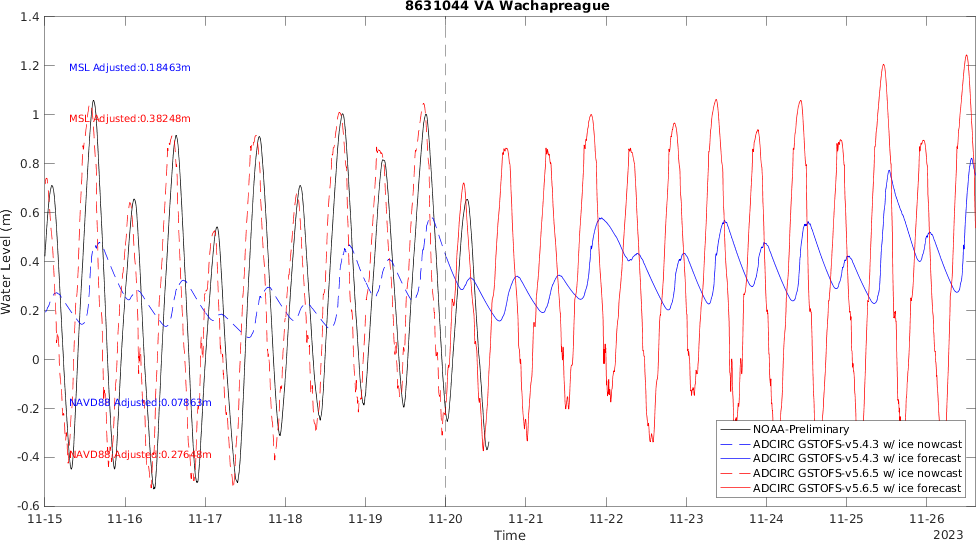 8631044 VA Wachapreague
1.4
1.2
1
0.8
0.6
0.4
0.2
0
-0.2
-0.4
-0.6
Water Level (m)
MSL Adjusted:0.18463m
MSL Adjusted:0.38248m
NAVD88 Adjusted:0.07863m
NAVD88 Adjusted:0.27648m
NOAA-Preliminary
ADCIRC GSTOFS-v5.4.3 w/ ice nowcast
ADCIRC GSTOFS-v5.4.3 w/ ice forecast
ADCIRC GSTOFS-v5.6.5 w/ ice nowcast
ADCIRC GSTOFS-v5.6.5 w/ ice forecast
11-15 11-16 11-17 11-18 11-19 11-20 11-21 11-22 11-23 11-24 11-25 11-26
Time
2023